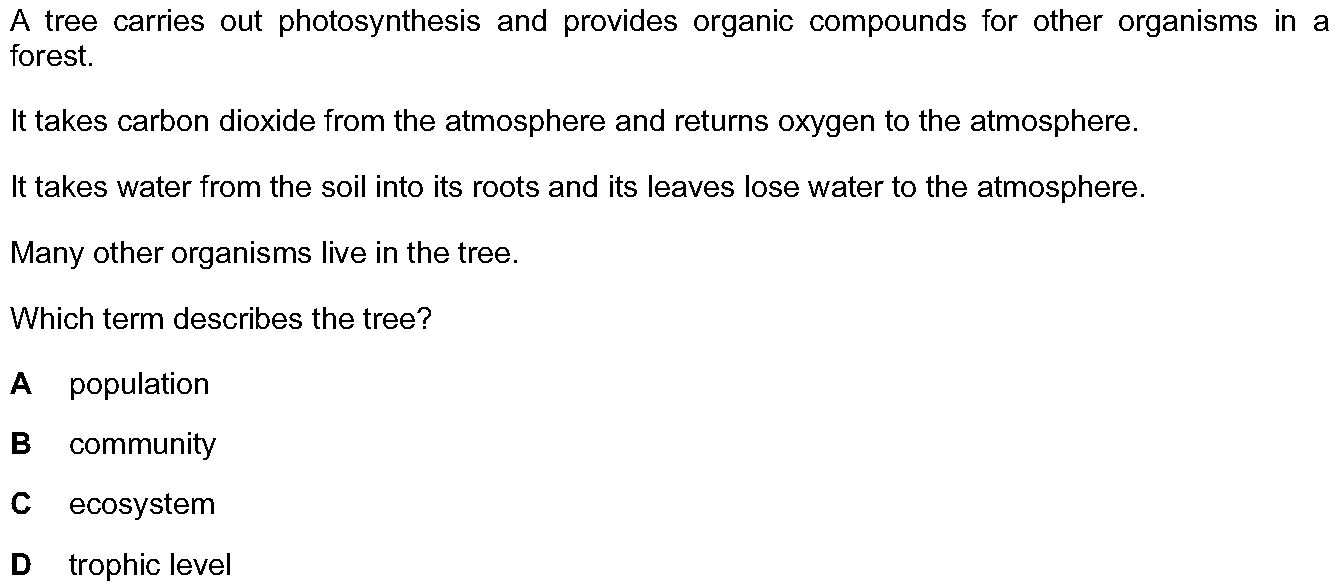 A tree carries out photosynthesis and provides organic compounds for other organisms in a
forest.
It takes carbon dioxide from the atmosphere and returns oxygen to the atmosphere.
It takes water from the soil into its roots and its leaves lose water to the atmosphere.
Many other organisms live in the tree.
Which term describes the tree?
A population
B community
C ecosystem
D trophic level